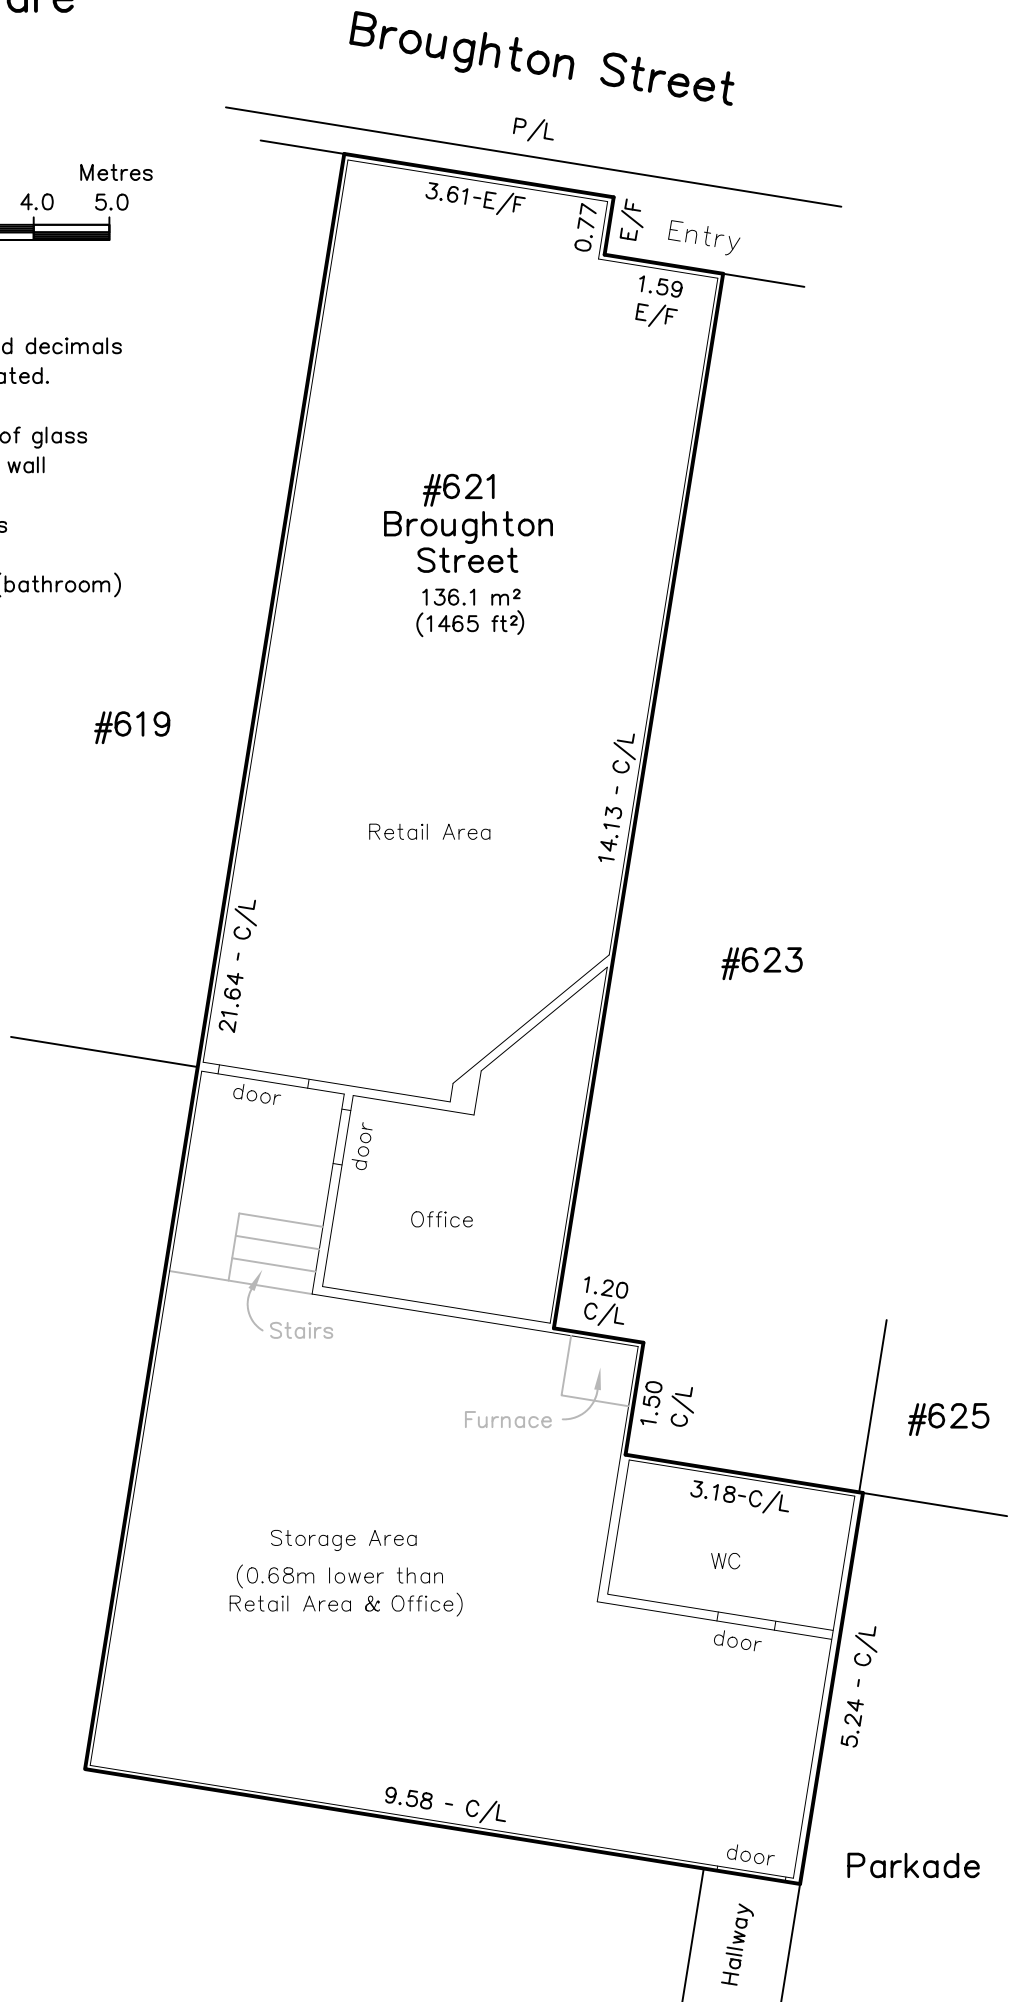 Broughton Street
P/L
Metres
4.0 5.0
3.61-E/F
0.77
E/F
Entry
1.59
E/F
d decimals
ated.
of glass
wall
s
(bathroom)
#621
Broughton
Street
136.1 m²
(1465 ft²)
#619
14.13 - C/L
Retail Area
21.64 - C/L
#623
door
door
Office
1.20
C/L
Stairs
1.50
C/L
Furnace
#625
3.18-C/L
Storage Area
(0.68m lower than
Retail Area & Office)
WC
door
5.24 - C/L
9.58 - C/L
door
Parkade
Hallway